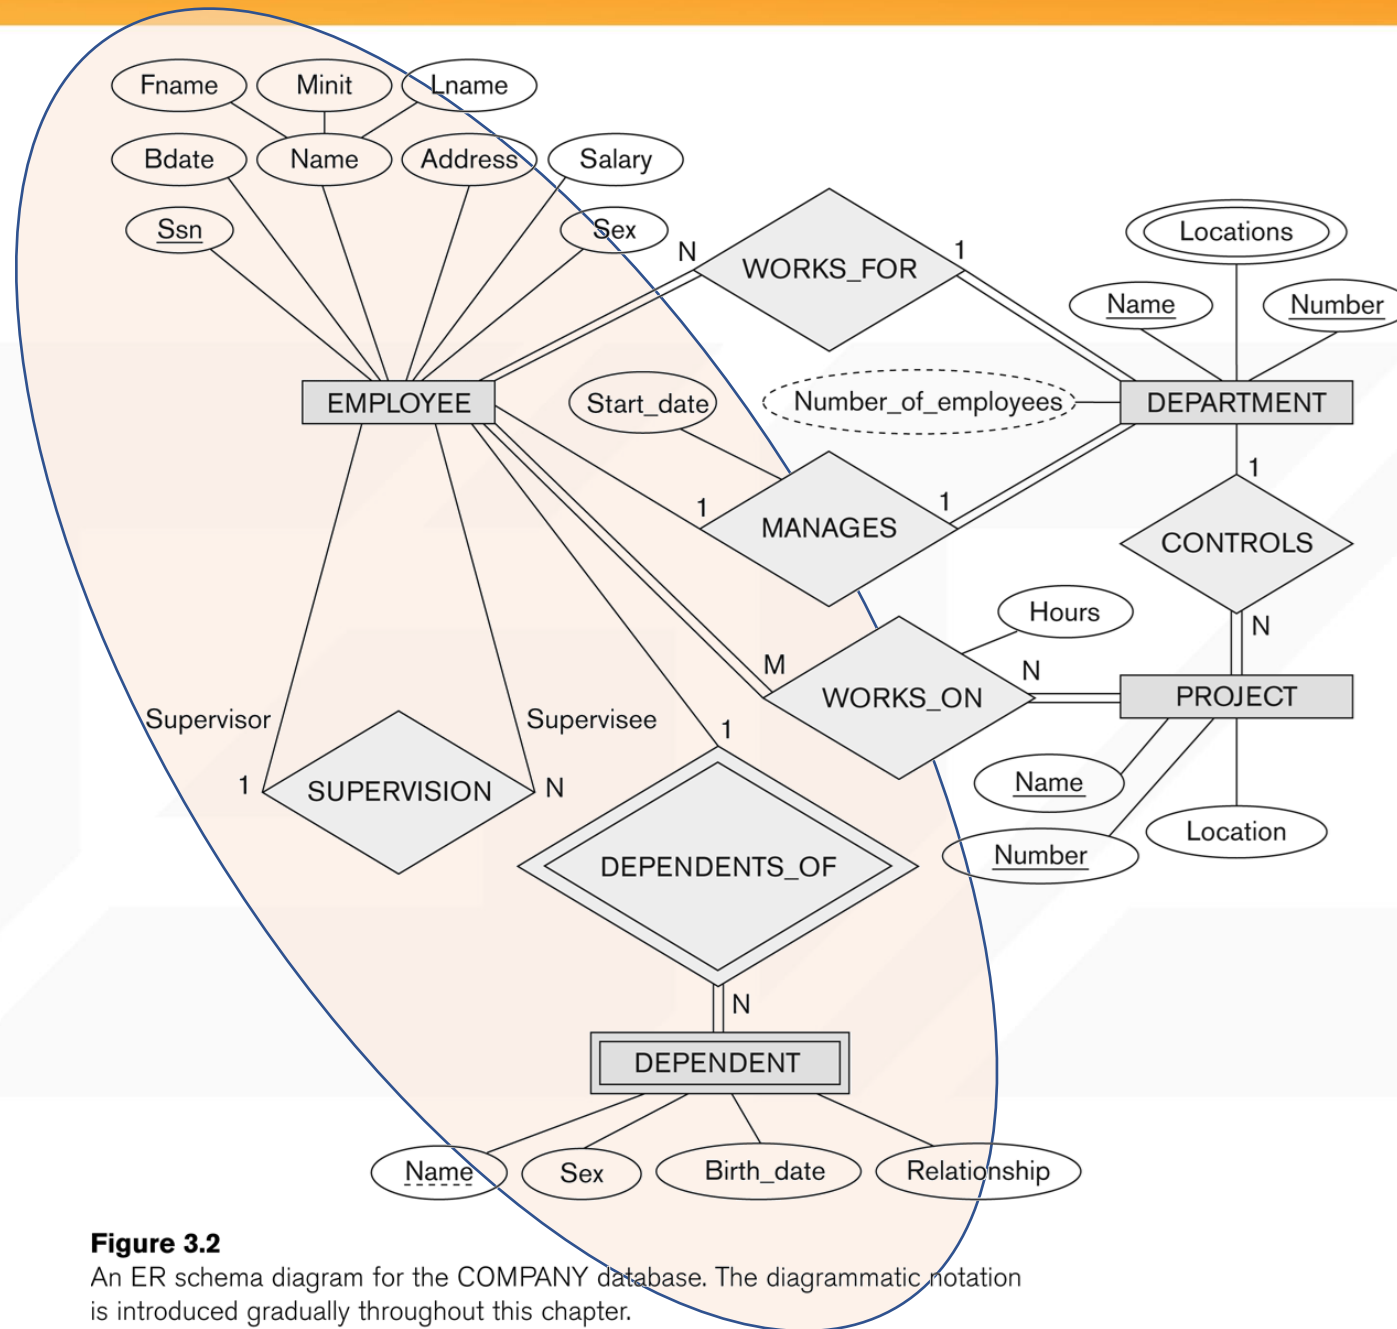 Fname Minit Lname
Bdate Name Address Salary
Ssn Sex
N WORKS_FOR 1
Locations
Name Number
EMPLOYEE Start_date Number_of_employees DEPARTMENT
1 MANAGES 1
1
CONTROLS
N
Hours
M WORKS_ON N PROJECT
Supervisor Supervisee
1 SUPERVISION N
1
Name
Number Location
DEPENDENTS_OF
N
DEPENDENT
Name Sex Birth_date Relationship
Figure 3.2
An ER schema diagram for the COMPANY database. The diagrammatic notation
is introduced gradually throughout this chapter.